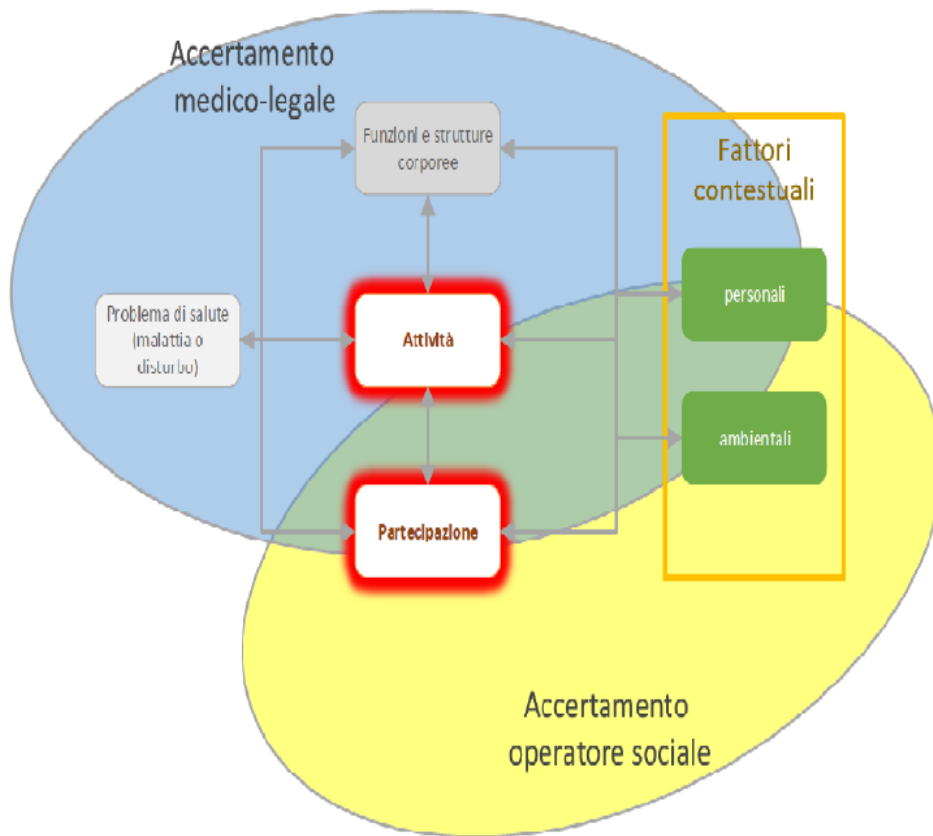 Accertamento
medico-legale
Funzioni e strutture
corporee
Fattori
contestuali
personali
Problema di salute
(malattia o
disturbo)
Attività
ambientali
Partecipazione
Accertamento
operatore sociale